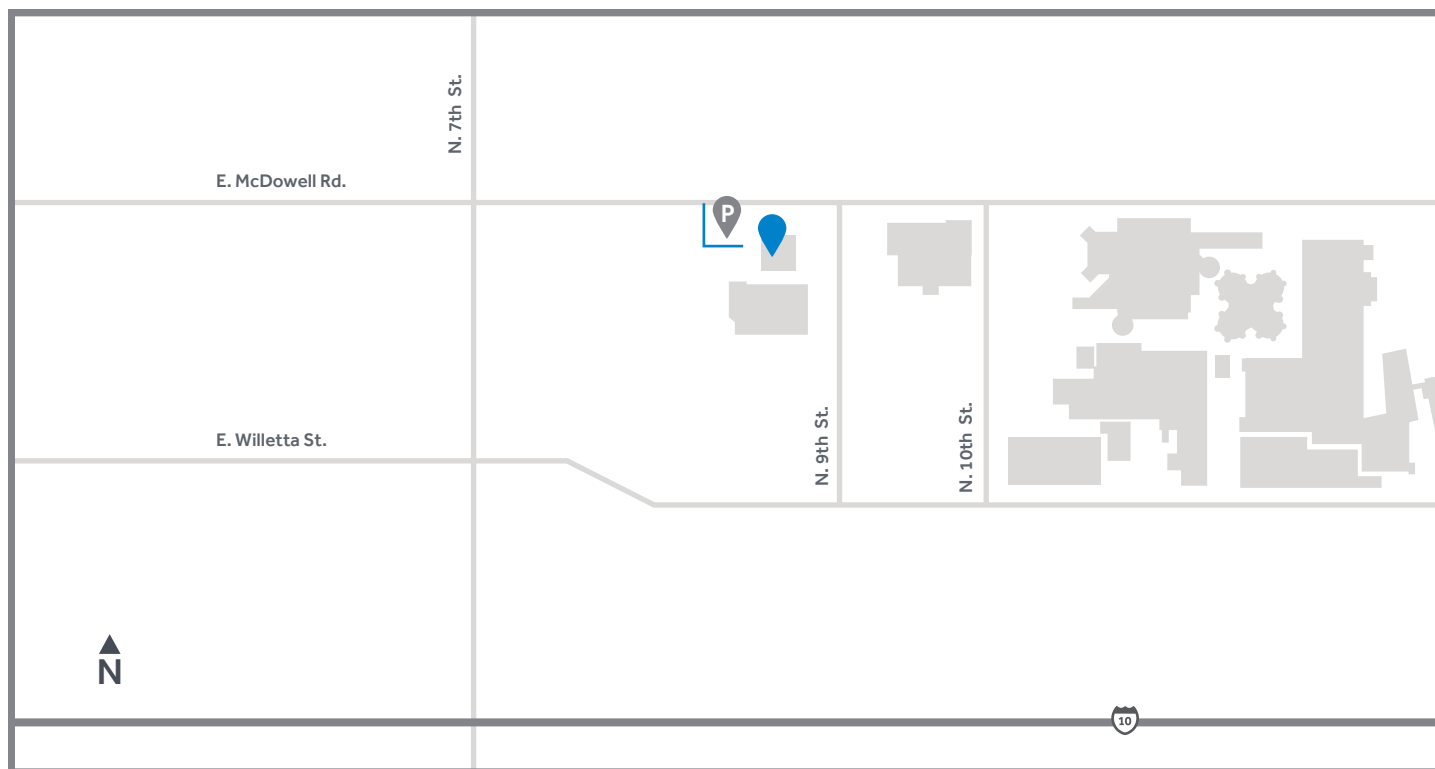 N. 7th St.
E. McDowell Rd.
P
E. Willetta St.
N. 9th St.
N. 10th St.
N
10